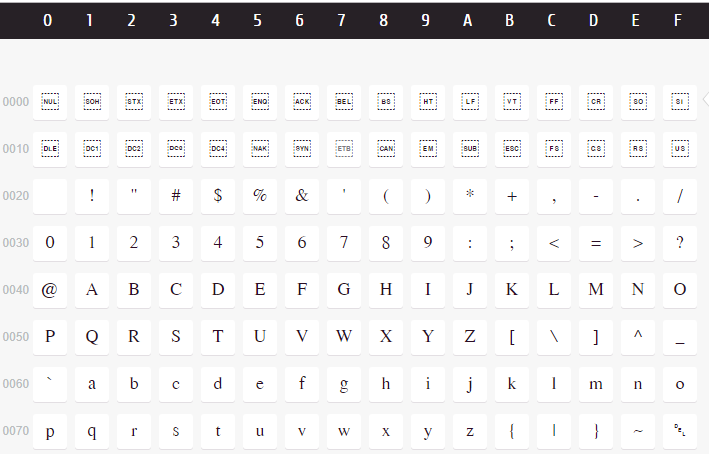 0 1 2 3 4 5 6 7 8 9 A B C D E F
0000 NUL SOH STX ETX EOT ENQ ACK BEL BS HT LF VT FF CR SO SI
0010 DLE DC1 DC2 DC3 DC4 NAK SYN ETB CAN EM SUB ESC FS GS RS US
0020 ! " # $ % & ' ( ) * + , - . /
0030 0 1 2 3 4 5 6 7 8 9 : ; < = > ?
0040 @ A B C D E F G H I J K L M N O
0050 P Q R S T U V W X Y Z [ \ ] ^ _
0060 ` a b c d e f g h i j k l m n o
0070 p q r s t u v w x y z { | } ~ DEL